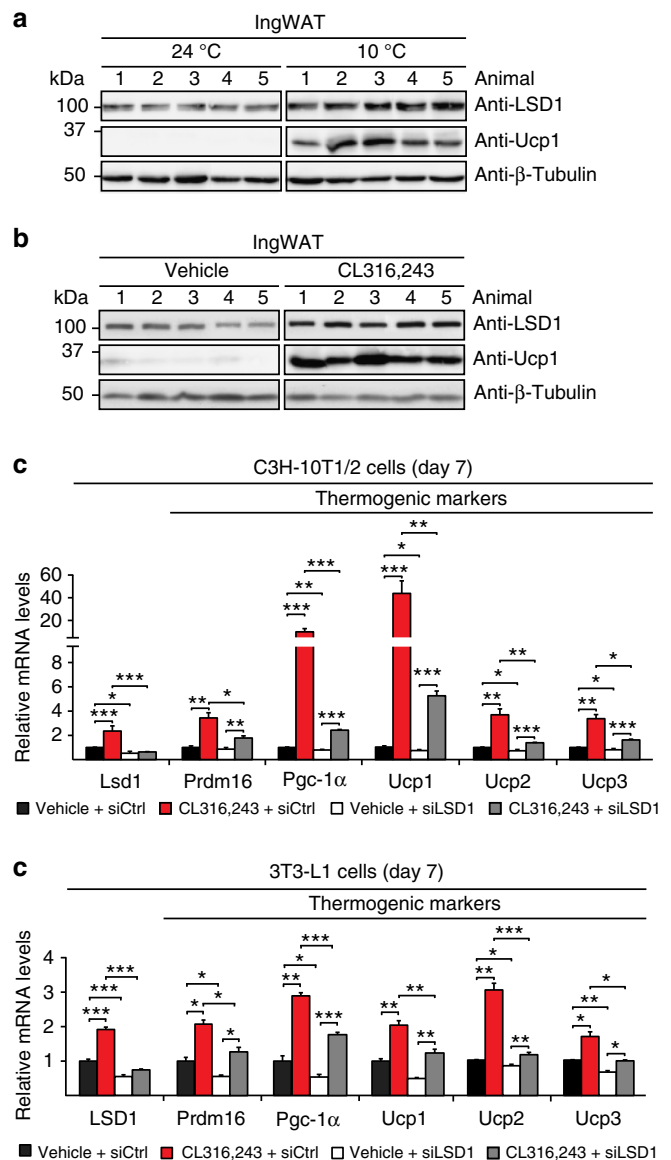 a
IngWAT
24 °C 10 °C
kDa 1 2 3 4 5 1 2 3 4 5 Animal
100 Anti-LSD1
37 Anti-Ucp1
50 Anti-β-Tubulin
b
IngWAT
Vehicle CL316,243
kDa 1 2 3 4 5 1 2 3 4 5 Animal
100 Anti-LSD1
37 Anti-Ucp1
50 Anti-β-Tubulin
c
C3H-10T1/2 cells (day 7)
Thermogenic markers
Relative mRNA levels
60
40
20
8
6
4
2
*** * *** ** * ** *** ** *** *** *** * ** *** ** * ** *** ** * * ***
Lsd1 Prdm16 Pgc-1α Ucp1 Ucp2 Ucp3
Vehicle + siCtrl CL316,243 + siCtrl Vehicle + siLSD1 CL316,243 + siLSD1
c
3T3-L1 cells (day 7)
Thermogenic markers
Relative mRNA levels
4
3
2
1
*** *** *** * * * * ** * *** *** ** ** ** ** * *** ** * ** * *
LSD1 Prdm16 Pgc-1α Ucp1 Ucp2 Ucp3
Vehicle + siCtrl CL316,243 + siCtrl Vehicle + siLSD1 CL316,243 + siLSD1